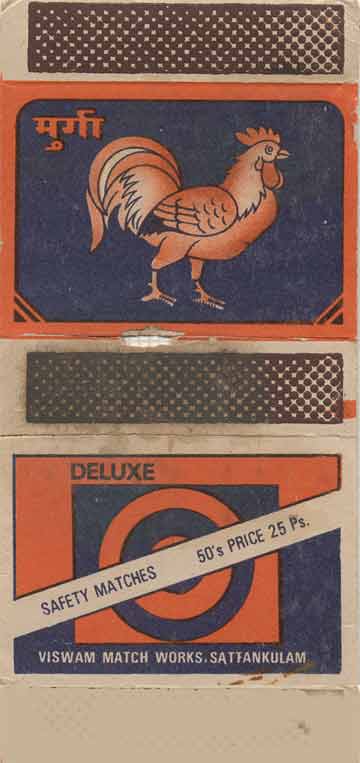 मुर्गी
DELUXE
SAFETY MATCHES 50's PRICE 25 Ps.
VISWAM MATCH WORKS. SATTANKULAM